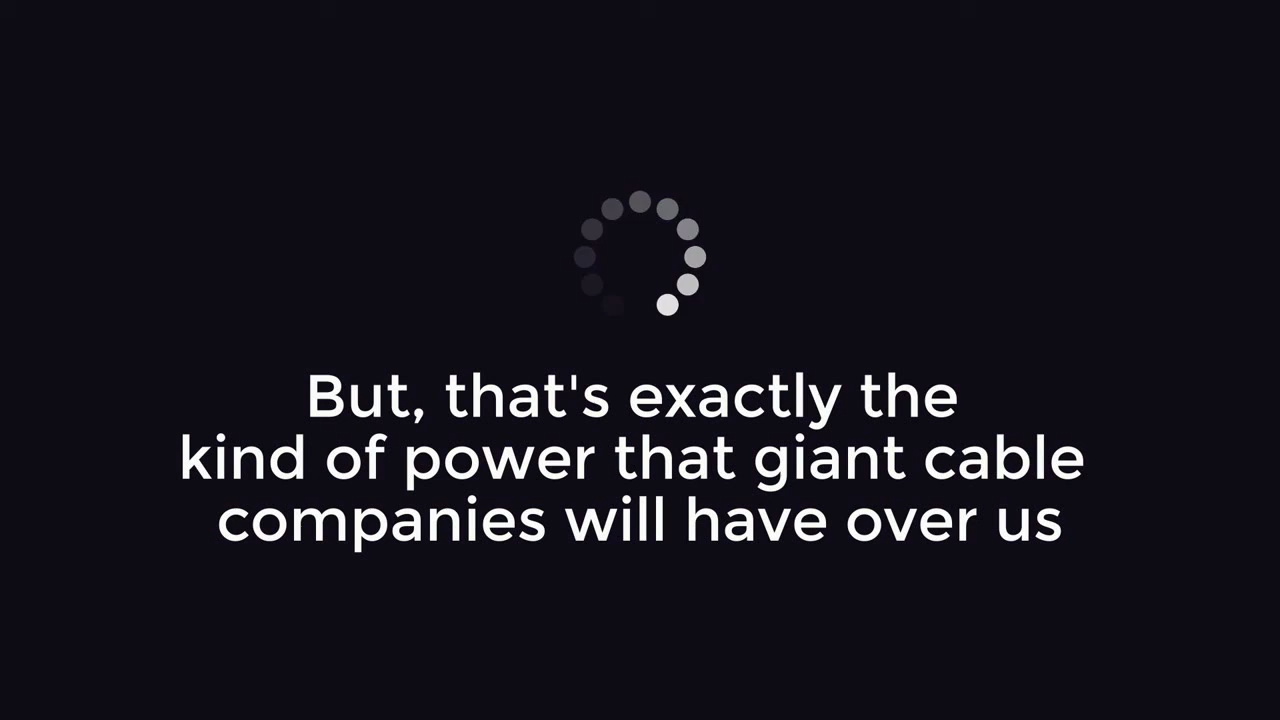 But, that's exactly the
kind of power that giant cable
companies will have over us